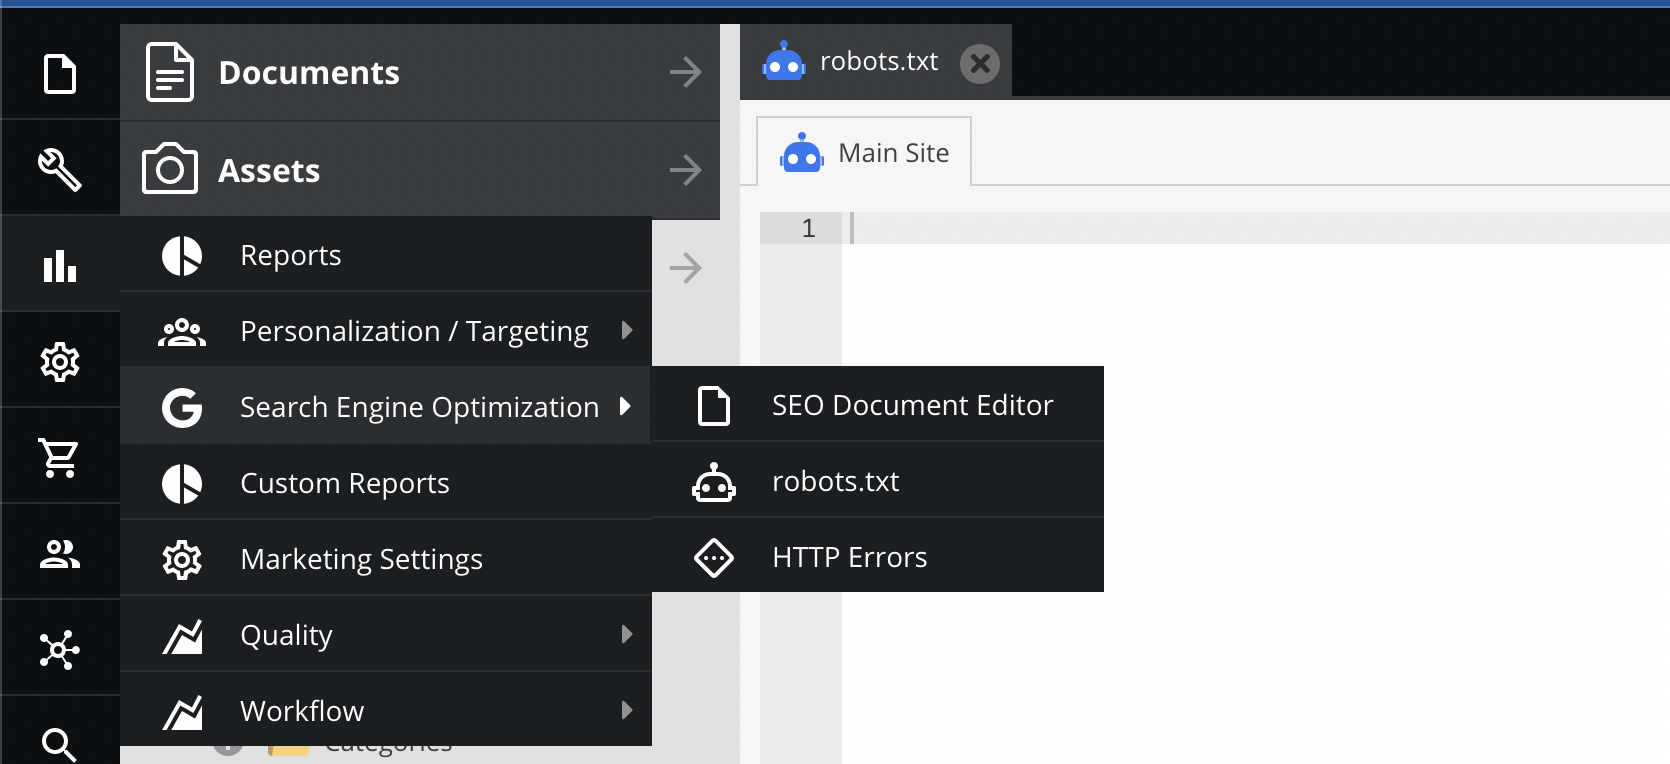 Documents
Assets
Reports
Personalization / Targeting
Search Engine Optimization
Custom Reports
Marketing Settings
Quality
Workflow
Categories
SEO Document Editor
robots.txt
HTTP Errors
robots.txt
Main Site
1